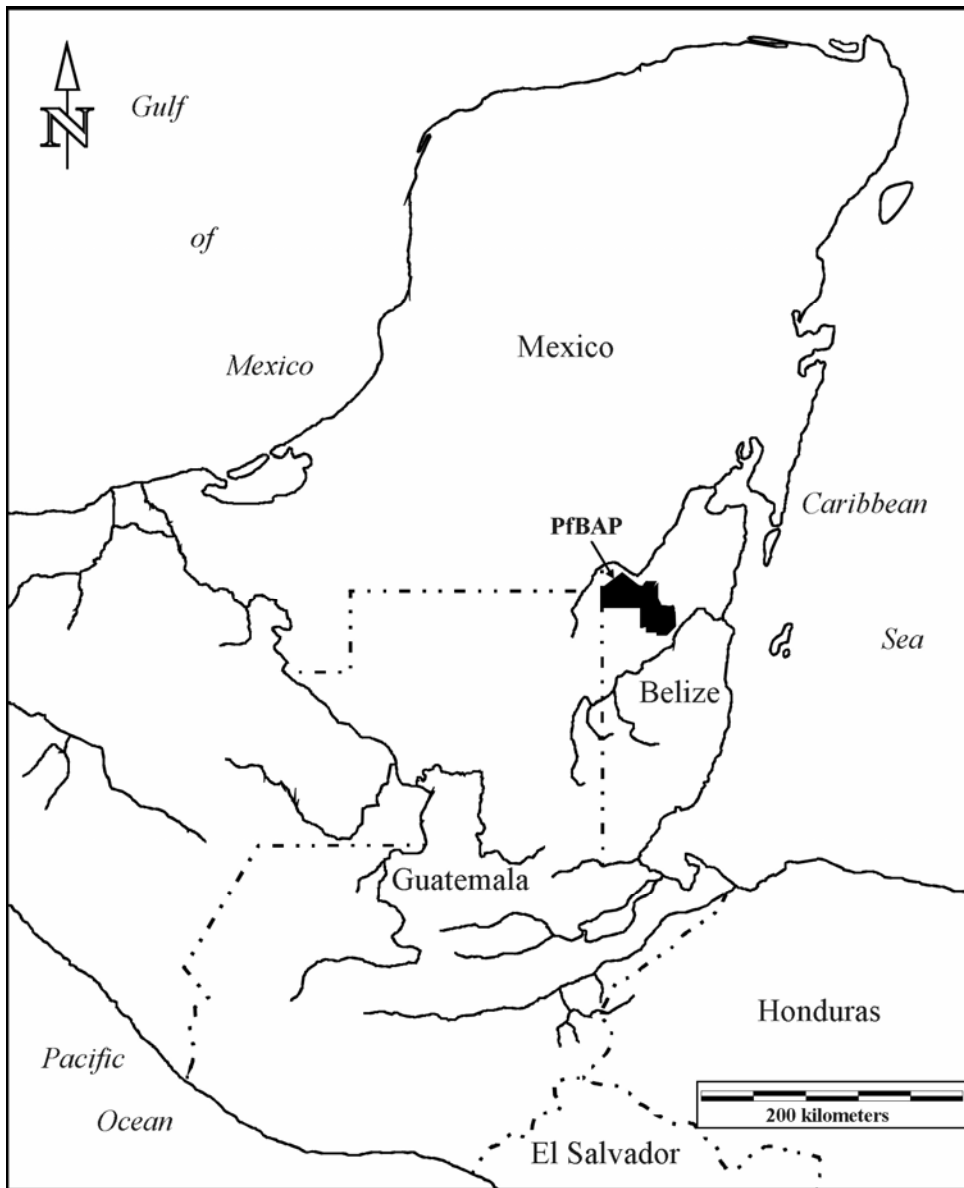 N
Gulf
of
Mexico
Mexico
Caribbean
Sea
PfBAP
Belize
Guatemala
Honduras
Pacific
Ocean
200 kilometers
El Salvador